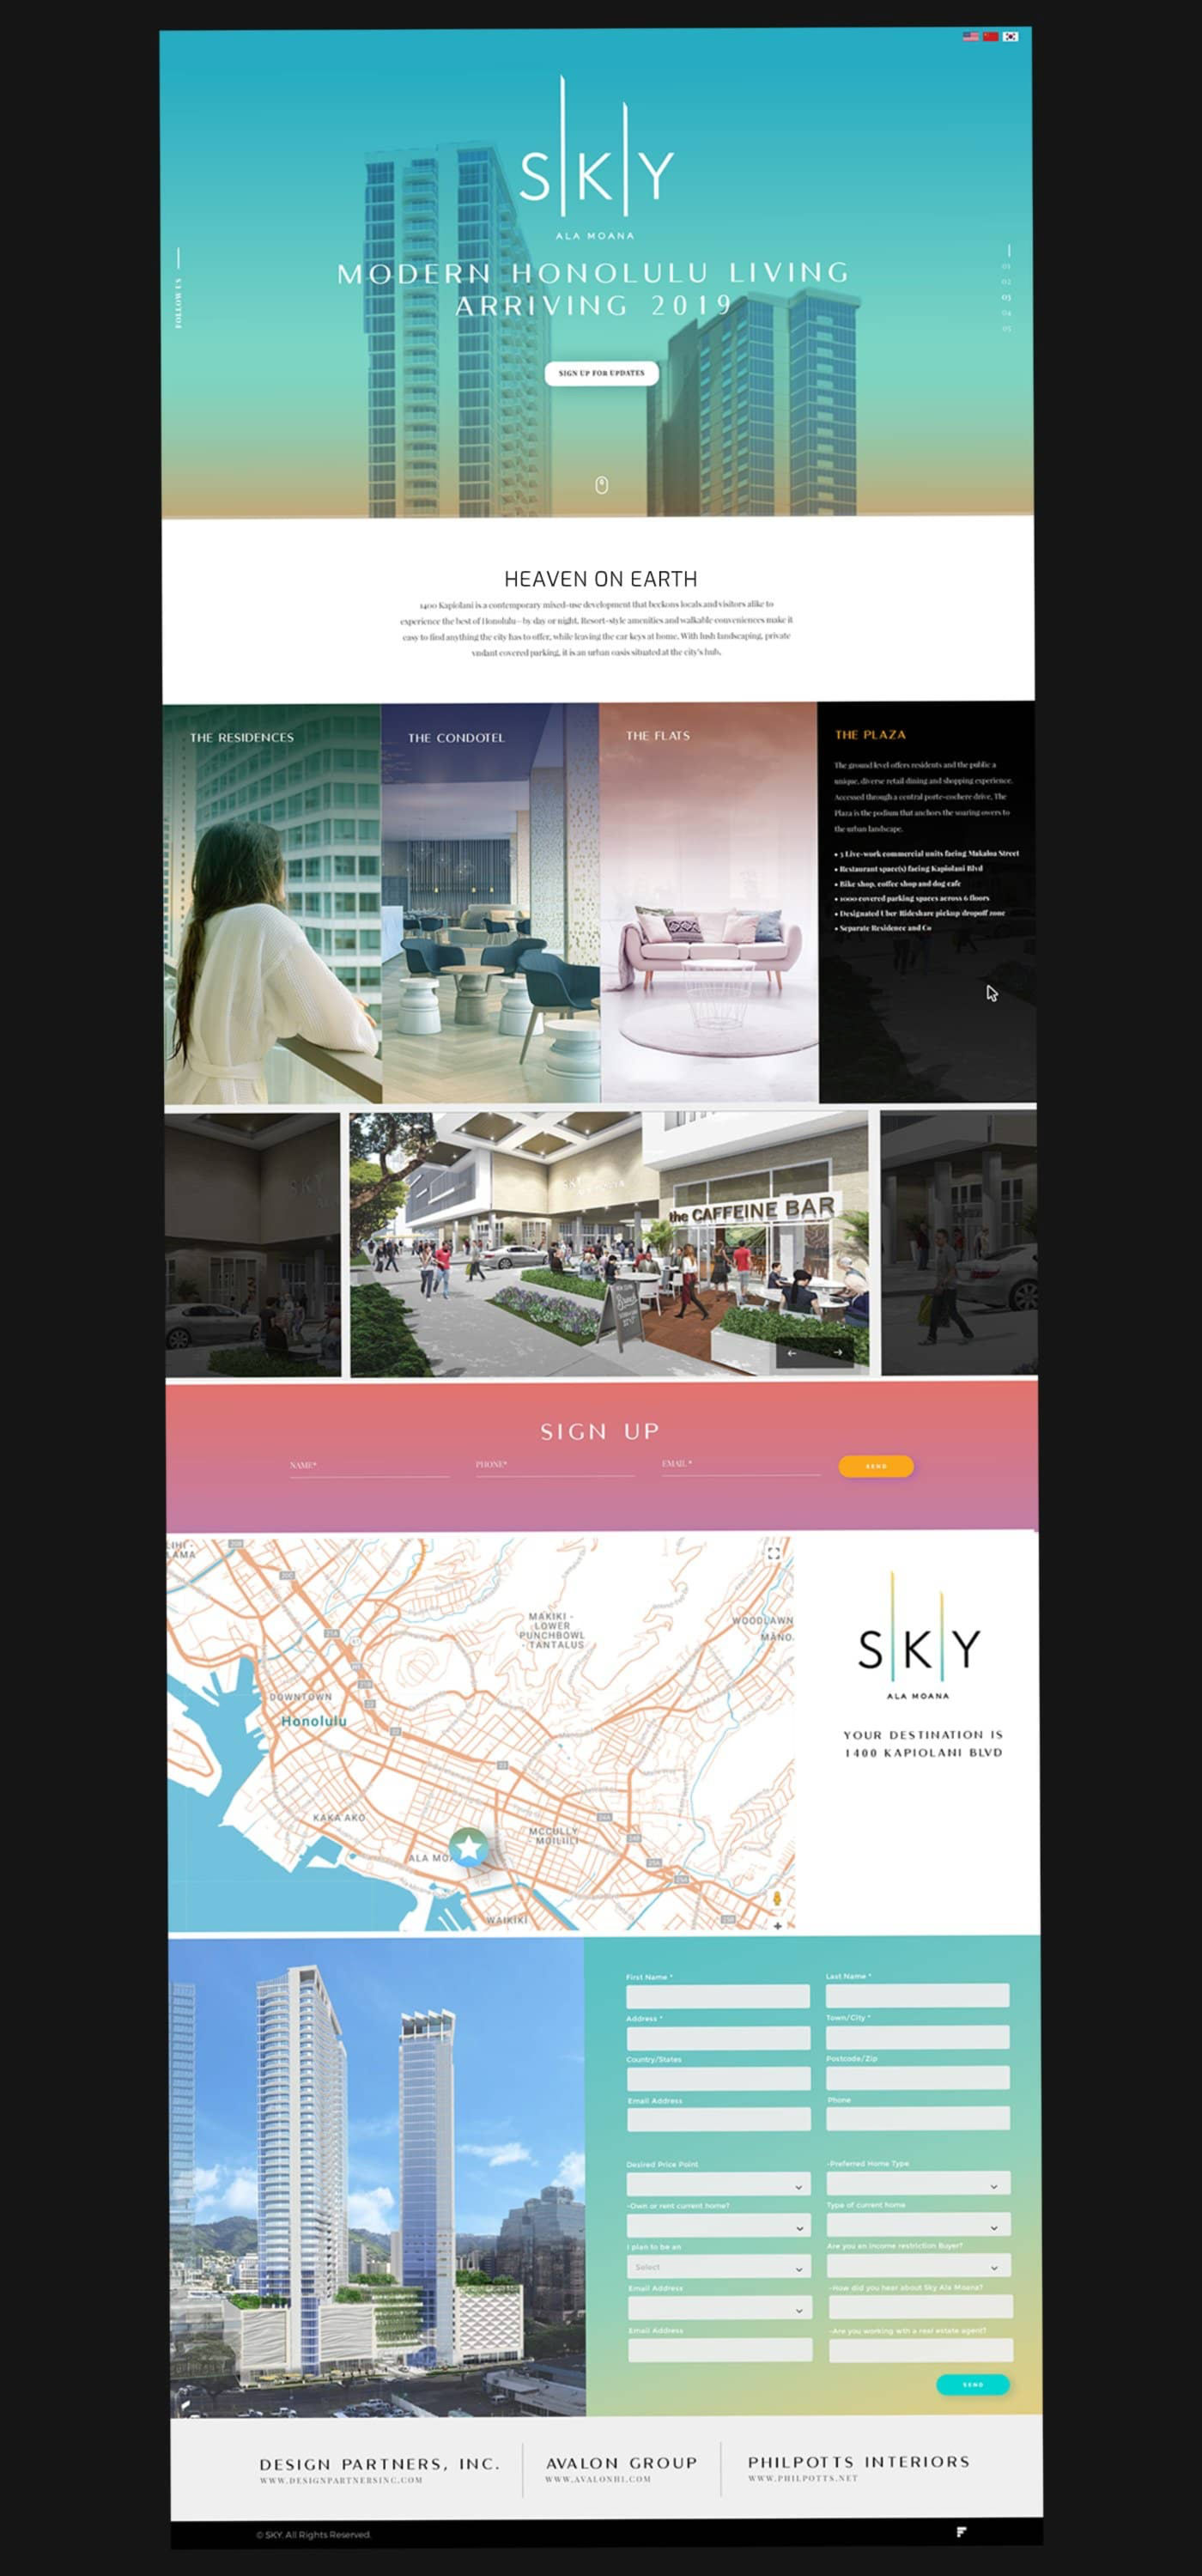 SKY
ALA MOANA
MODERN HONOLULU LIVING
ARRIVING 2019
FOLLOW US
01
02
03
04
05
SIGN UP FOR UPDATES
HEAVEN ON EARTH
1400 Kapiolani is a contemporary mixed-use development that beckons locals and visitors alike to
experience the best of Honolulu—by day or night. Resort-style amenities and walkable conveniences make it
easy to find anything the city has to offer, while leaving the car keys at home. With lush landscaping, private
covered parking, it is an urban oasis situated at the city's hub.
THE RESIDENCES
THE CONDOTEL
THE FLATS
THE PLAZA
The ground level offers residents and the public a
unique, diverse retail dining and shopping experience.
Accessed through a central porte-cochere drive, The
Plaza is the podium that anchors the soaring towers to
the urban landscape.
• 5 Live-work commercial units facing Makaloa Street
• Restaurant space(s) facing Kapiolani Blvd
• Bike shop, coffee shop and dog cafe
• 1000 covered parking spaces across 6 floors
• Designated Uber/Rideshare pickup dropoff zone
• Separate Residence and Co
SKY
the CAFFEINE BAR
SIGN UP
NAME*
PHONE*
EMAIL *
SEND
LIHI -
LAMA
MAKIKI -
LOWER
PUNCHBOWL
- TANTALUS
WOODLAWN
MĀNO
DOWNTOWN
Honolulu
KAKA AKO
MCCULLY
- MOILIILI
ALA MO
WAIKIKI
SKY
ALA MOANA
YOUR DESTINATION IS
1400 KAPIOLANI BLVD
First Name *
Last Name *
Address *
Town/City *
Country/States
Postcode/Zip
Email Address
Phone
Desired Price Point
-Preferred Home Type
-Own or rent current home?
Type of current home
I plan to be an
Are you an income restriction Buyer?
Select
Email Address
-How did you hear about Sky Ala Moana?
Email Address
-Are you working with a real estate agent?
SEND
DESIGN PARTNERS, INC.
WWW.DESIGNPARTNERSINC.COM
AVALON GROUP
WWW.AVALONHI.COM
PHILPOTTS INTERIORS
WWW.PHILPOTTS.NET
© SKY. All Rights Reserved.